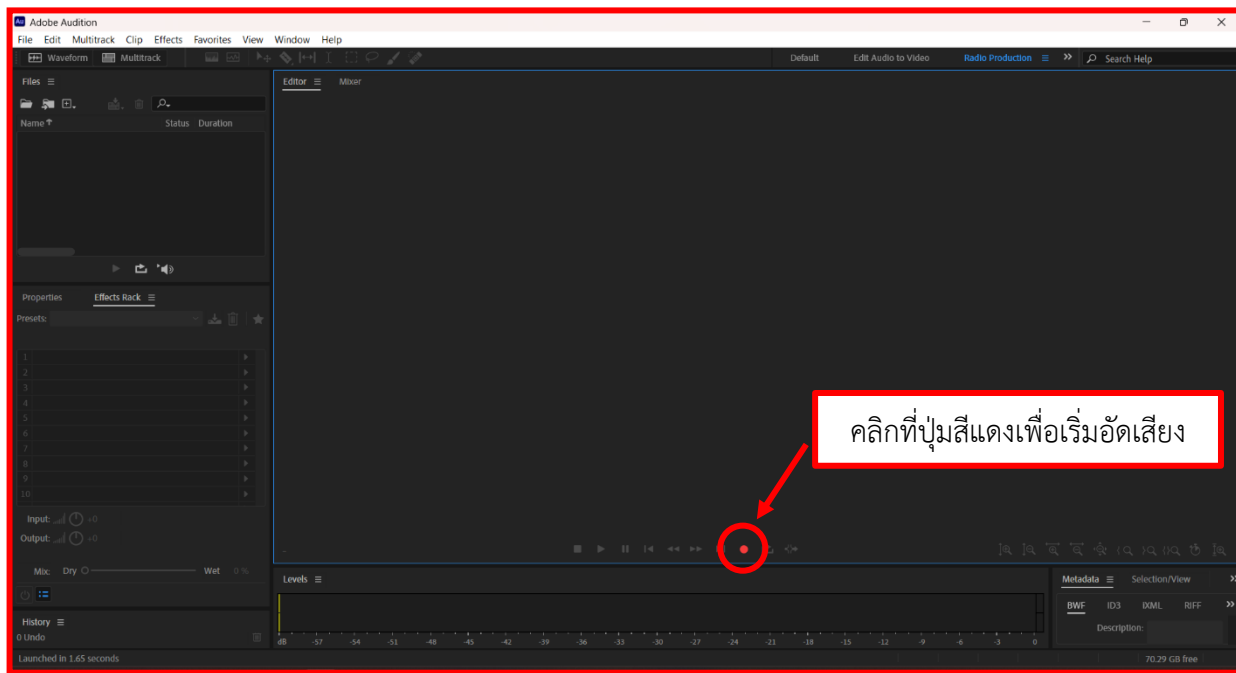 Au Adobe Audition
File Edit Multitrack Clip Effects Favorites View Window Help
Waveform Multitrack Default Edit Audio to Video Radio Production Search Help
Files
Editor Mixer
Name Status Duration
Properties Effects Rack
Presets:
1
2
3
4
5
6
7
8
9
10
คลิกที่ปุ่มสีแดงเพื่อเริ่มอัดเสียง
Input: +0
Output: +0
Mix: Dry Wet 0 %
Levels
Metadata Selection/View
BWF ID3 IXML RIFF
Description:
History
0 Undo
dB -57 -54 -51 -48 -45 -42 -39 -36 -33 -30 -27 -24 -21 -18 -15 -12 -9 -6 -3 0
Launched in 1.65 seconds
70.29 GB free